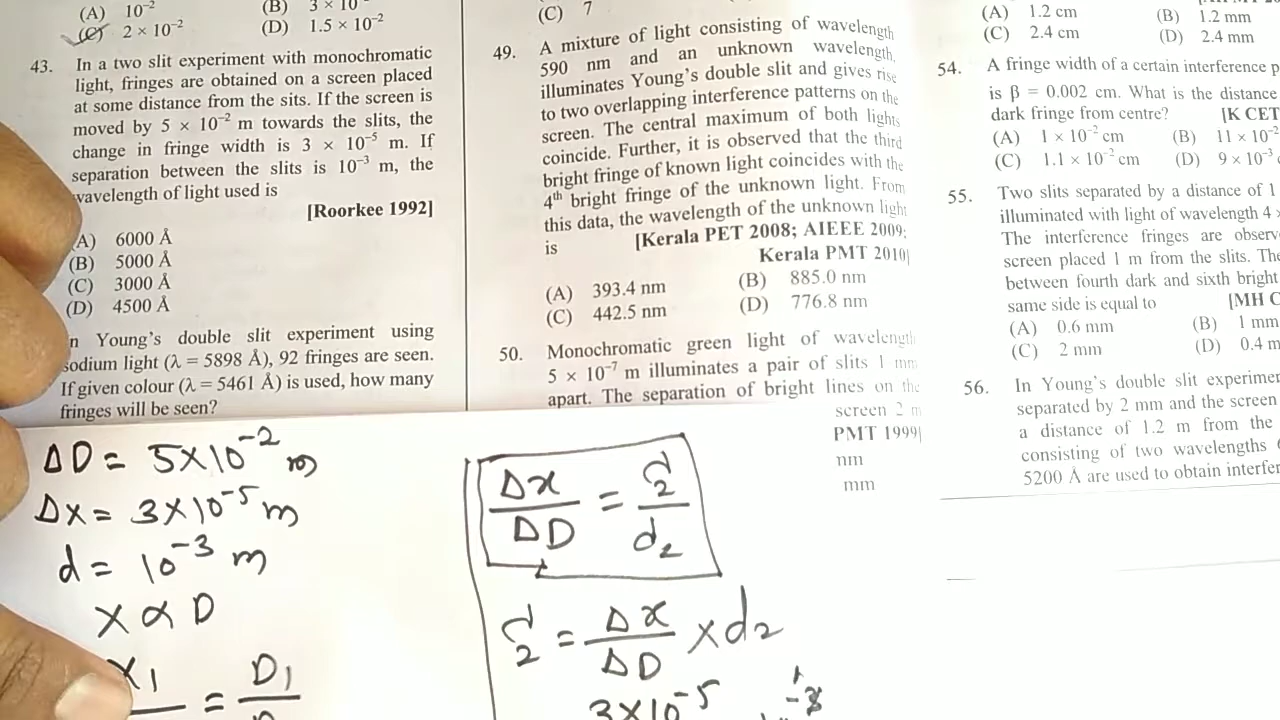 (A) 10⁻²
(B) 3 × 10
(C) 2 × 10⁻²
(D) 1.5 × 10⁻²
43. In a two slit experiment with monochromatic
light, fringes are obtained on a screen placed
at some distance from the sits. If the screen is
moved by 5 × 10⁻² m towards the slits, the
change in fringe width is 3 × 10⁻⁵ m. If
separation between the slits is 10⁻³ m, the
wavelength of light used is
[Roorkee 1992]
(A) 6000 Å
(B) 5000 Å
(C) 3000 Å
(D) 4500 Å
n Young's double slit experiment using
sodium light (λ = 5898 Å), 92 fringes are seen.
If given colour (λ = 5461 Å) is used, how many
fringes will be seen?
ΔD = 5×10⁻² m
Δx = 3×10⁻⁵ m
d = 10⁻³ m
X α D
X₁ = D₁
(C) 7
49. A mixture of light consisting of wavelength
590 nm and an unknown wavelength,
illuminates Young's double slit and gives rise
to two overlapping interference patterns on the
screen. The central maximum of both lights
coincide. Further, it is observed that the third
bright fringe of known light coincides with the
4th bright fringe of the unknown light. From
this data, the wavelength of the unknown light
is [Kerala PET 2008; AIEEE 2009;
Kerala PMT 2010]
(A) 393.4 nm
(B) 885.0 nm
(C) 442.5 nm
(D) 776.8 nm
50. Monochromatic green light of wavelength
5 × 10⁻⁷ m illuminates a pair of slits 1 mm
apart. The separation of bright lines on the
screen 2 m
PMT 1999]
nm
mm
Δx
ΔD
=
d₂
= Δx × d₂
ΔD
3×10⁻⁵
(A) 1.2 cm
(B) 1.2 mm
(C) 2.4 cm
(D) 2.4 mm
54. A fringe width of a certain interference p
is β = 0.002 cm. What is the distance
dark fringe from centre?
[K CET
(A) 1 × 10⁻² cm
(B) 11 × 10⁻²
(C) 1.1 × 10⁻² cm
(D) 9 × 10⁻³
55. Two slits separated by a distance of 1
illuminated with light of wavelength 4
The interference fringes are observ
screen placed 1 m from the slits. The
between fourth dark and sixth bright
same side is equal to
[MH C
(A) 0.6 mm
(B) 1 mm
(C) 2 mm
(D) 0.4 m
56. In Young's double slit experimer
separated by 2 mm and the screen
a distance of 1.2 m from the
consisting of two wavelengths
5200 Å are used to obtain interfer